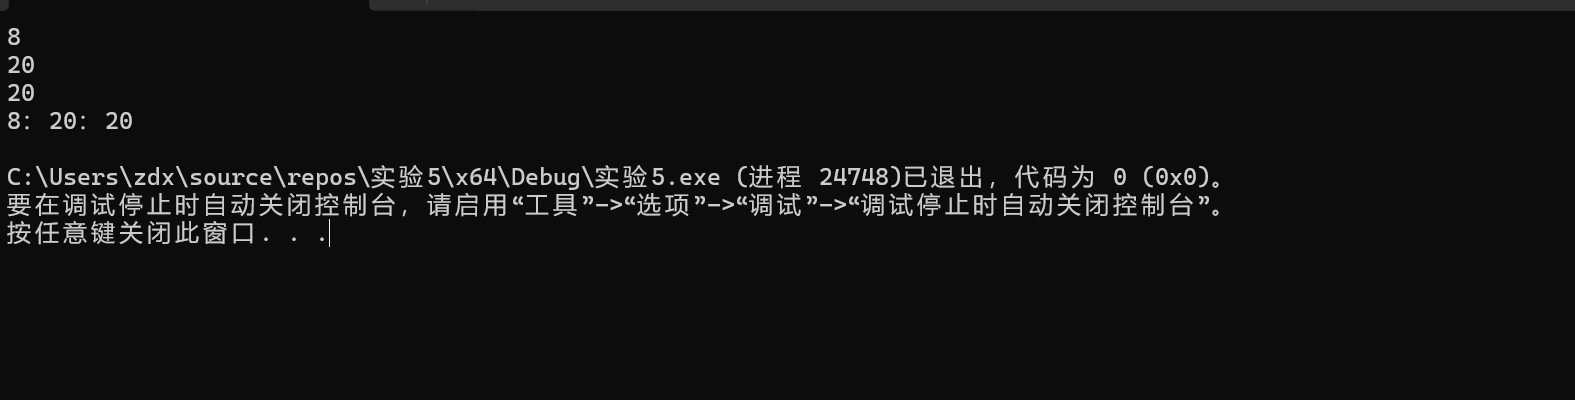 8
20
20
8：20：20
C:\Users\zdx\source\repos\实验5\x64\Debug\实验5.exe (进程 24748)已退出，代码为 0 (0x0)。
要在调试停止时自动关闭控制台，请启用“工具”->“选项”->“调试”->“调试停止时自动关闭控制台”。
按任意键关闭此窗口. . .